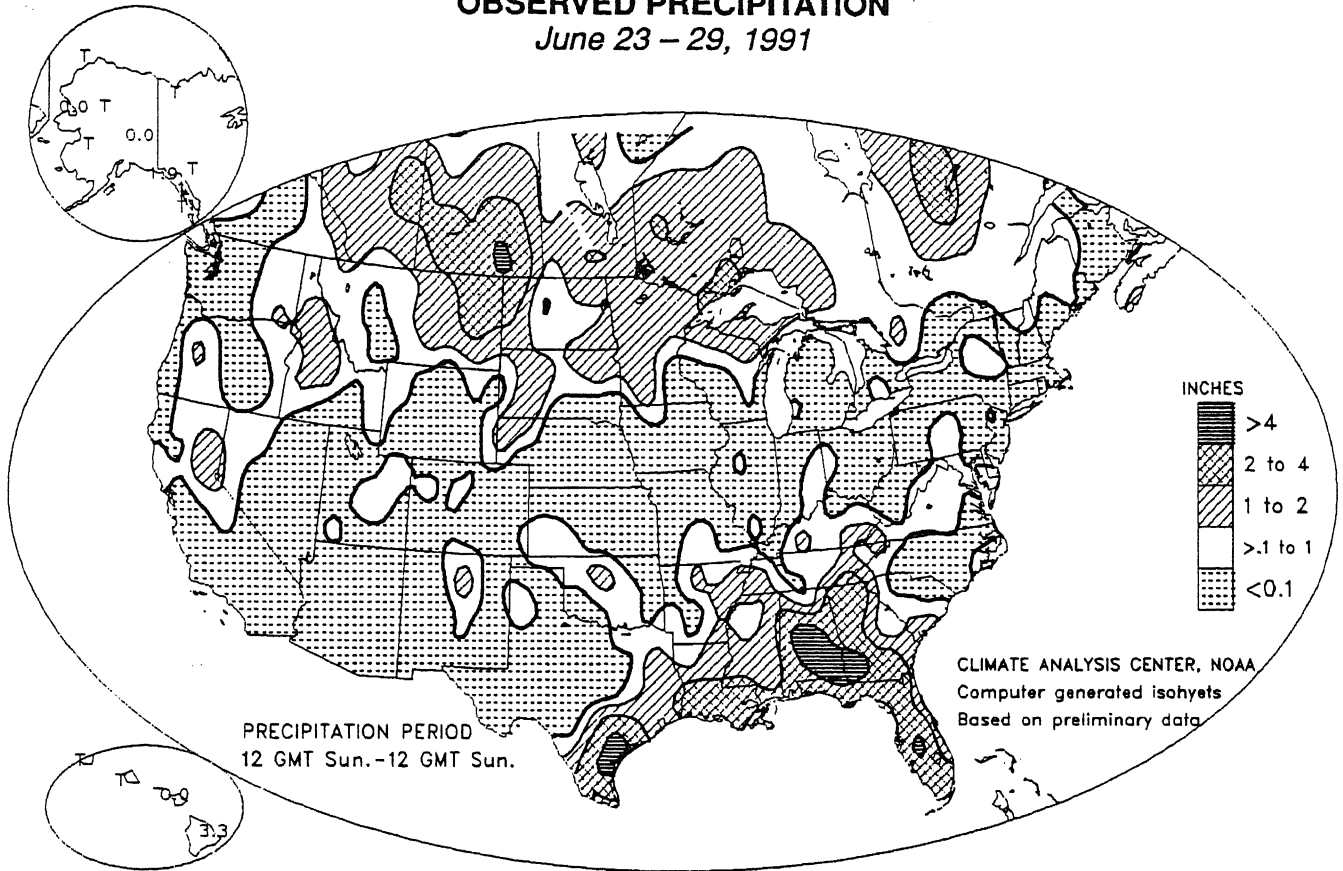 OBSERVED PRECIPITATION
June 23 – 29, 1991
T
T
0.0 T
0.0
T
T
INCHES
>4
2 to 4
1 to 2
>.1 to 1
<0.1
CLIMATE ANALYSIS CENTER, NOAA
Computer generated isohyets
Based on preliminary data
PRECIPITATION PERIOD
12 GMT Sun.-12 GMT Sun.
T
T
3.3